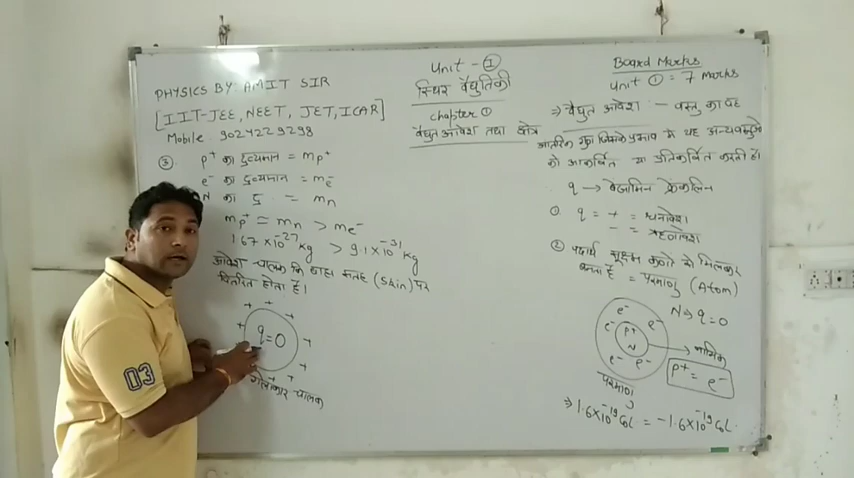 PHYSICS BY AMIT SIR
[IIT-JEE, NEET, JET, ICAR]
Mobile 9024229298
③ p⁺ का द्रव्यमान = mp⁺
e⁻ का द्रव्यमान = me⁻
N का द्र = mn
mp⁺ ≃ mn > me⁻
1.67 × 10⁻²⁷ kg > 9.1 × 10⁻³¹ kg
आवेश चालक के बाह्य सतह (Skin) पर
वितरित होता है।
+ + + + + + + +
q=0
गोलाकार चालक
Unit - ①
स्थिर वैद्युतिकी
chapter ①
वैद्युत आवेश तथा क्षेत्र
Board Marks
Unit ① = 7 Marks
⇒ वैद्युत आवेश :- वस्तु का वह
आंतरिक गुण जिसके प्रभाव से वह अन्य वस्तुओं
को आकर्षित या प्रतिकर्षित करती है।
q → बेंजामिन फ्रेंकलिन
① q = + = धनावेश
- = ऋणावेश
② पदार्थ सूक्ष्म कणों से मिलकर
बनता है = परमाणु (Atom)
N ⇒ q = 0
e⁻ e⁻ e⁻ e⁻ e⁻
p⁺
N
नाभिक
p⁺ = e⁻
परमाणु
⇒ 1.6×10⁻¹⁹ Col = -1.6×10⁻¹⁹ Col.
03